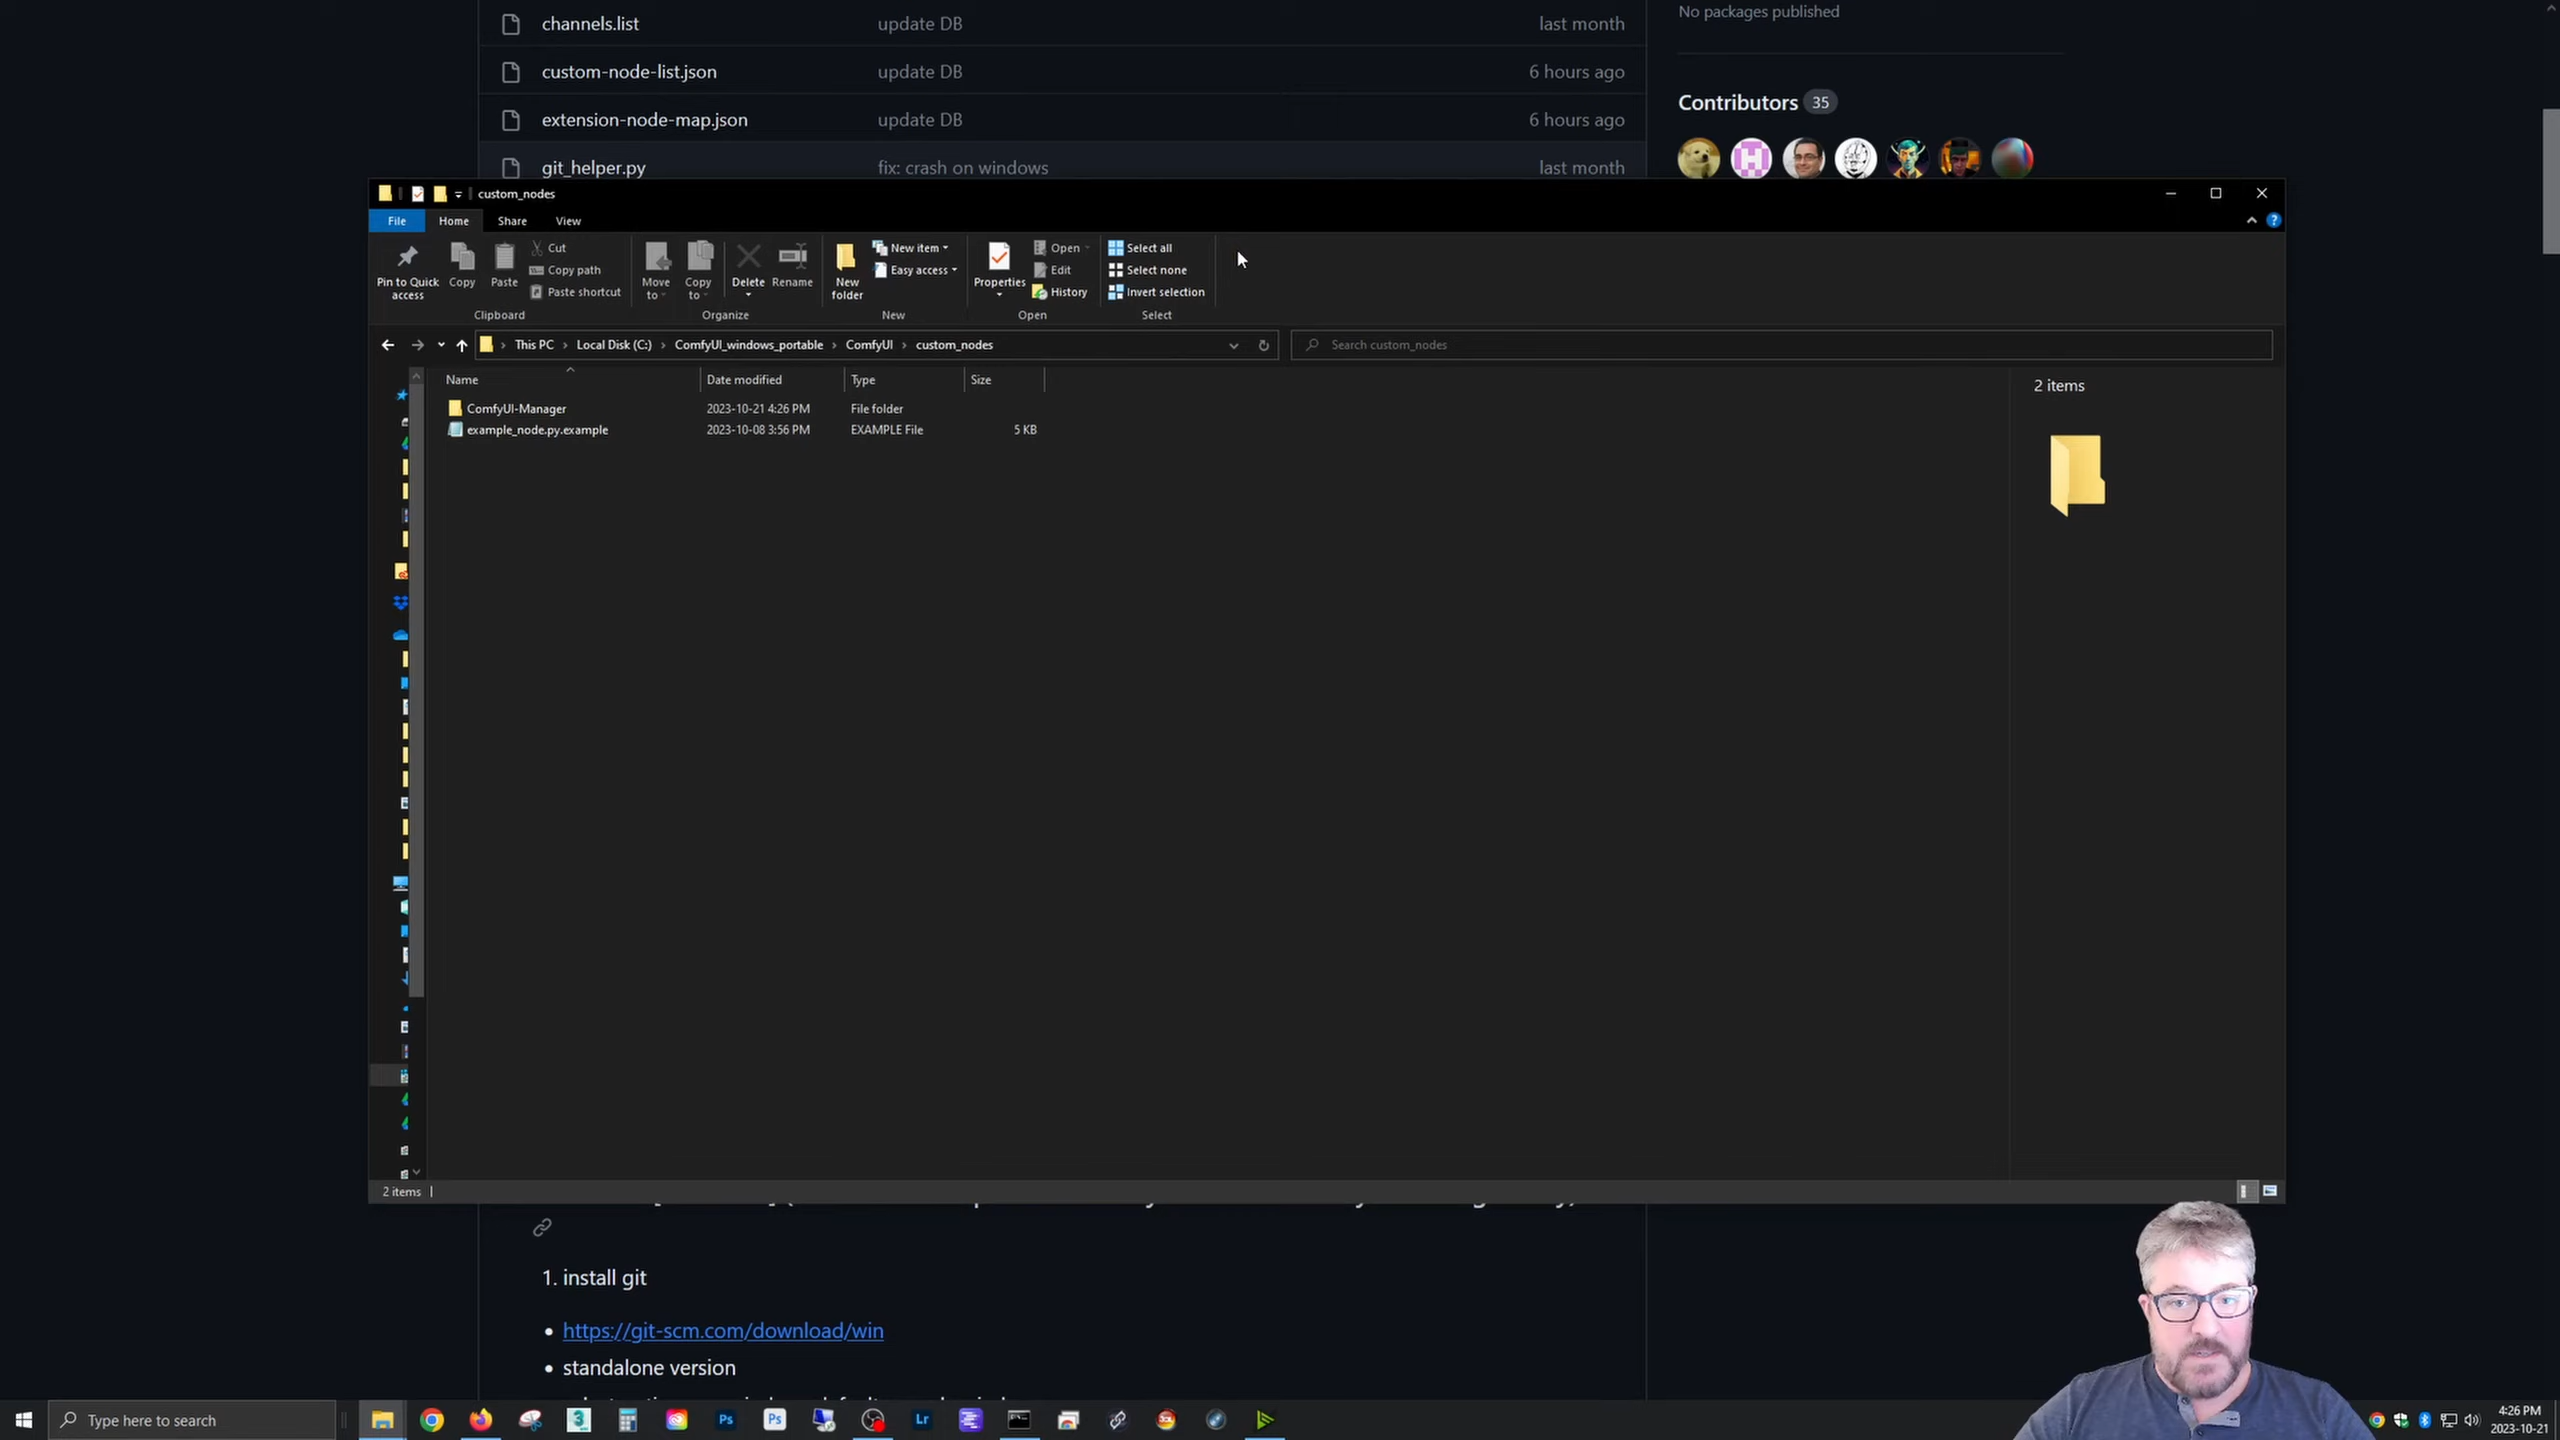 No packages published
channels.list update DB last month
custom-node-list.json update DB 6 hours ago
Contributors 35
extension-node-map.json update DB 6 hours ago
git_helper.py fix: crash on windows last month
custom_nodes
File Home Share View
Pin to Quick access
Copy
Paste
Cut
Copy path
Paste shortcut
Clipboard
Move to
Copy to
Delete
Rename
Organize
New folder
New item
Easy access
New
Properties
Open
Edit
History
Open
Select all
Select none
Invert selection
Select
This PC Local Disk (C:) ComfyUI_windows_portable ComfyUI custom_nodes
Search custom_nodes
Name Date modified Type Size
2 items
ComfyUI-Manager 2023-10-21 4:26 PM File folder
example_node.py.example 2023-10-08 3:56 PM EXAMPLE File 5 KB
2 items
1. install git
• https://git-scm.com/download/win
• standalone version
Type here to search
Ps
Ps
Lr
4:26 PM
2023-10-21